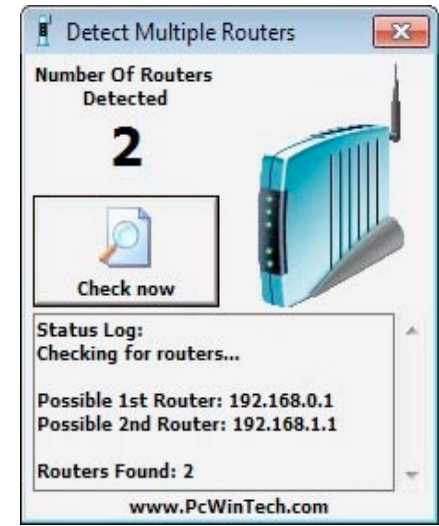 Detect Multiple Routers
Number Of Routers
Detected
2
Check now
Status Log:
Checking for routers...
Possible 1st Router: 192.168.0.1
Possible 2nd Router: 192.168.1.1
Routers Found: 2
www.PcWinTech.com